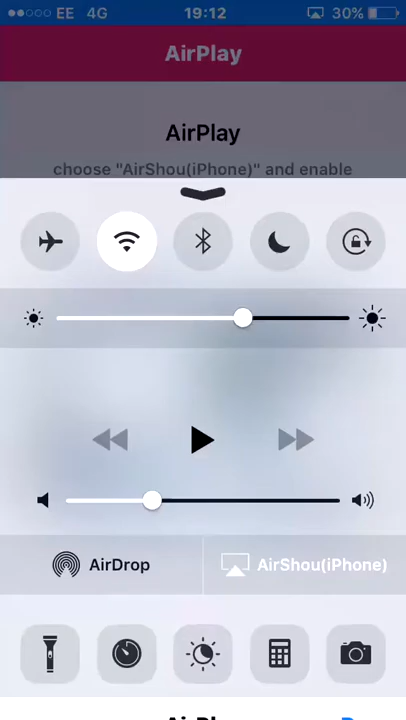 EE 4G 19:12 30%
AirPlay
AirPlay
choose "AirShou(iPhone)" and enable
AirDrop
AirShou(iPhone)